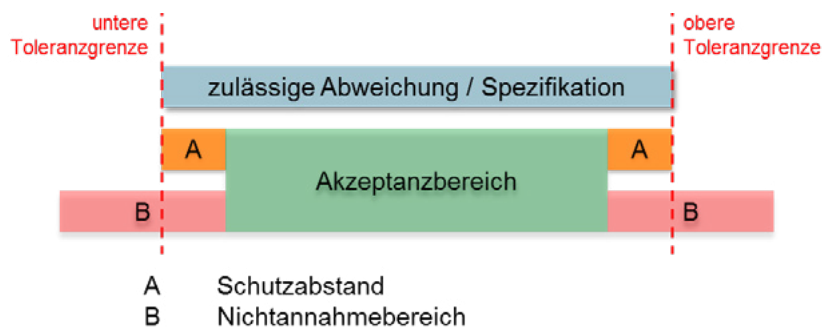 untere
Toleranzgrenze
obere
Toleranzgrenze
zulässige Abweichung / Spezifikation
A
Akzeptanzbereich
A
B
B
A Schutzabstand
B Nichtannahmebereich